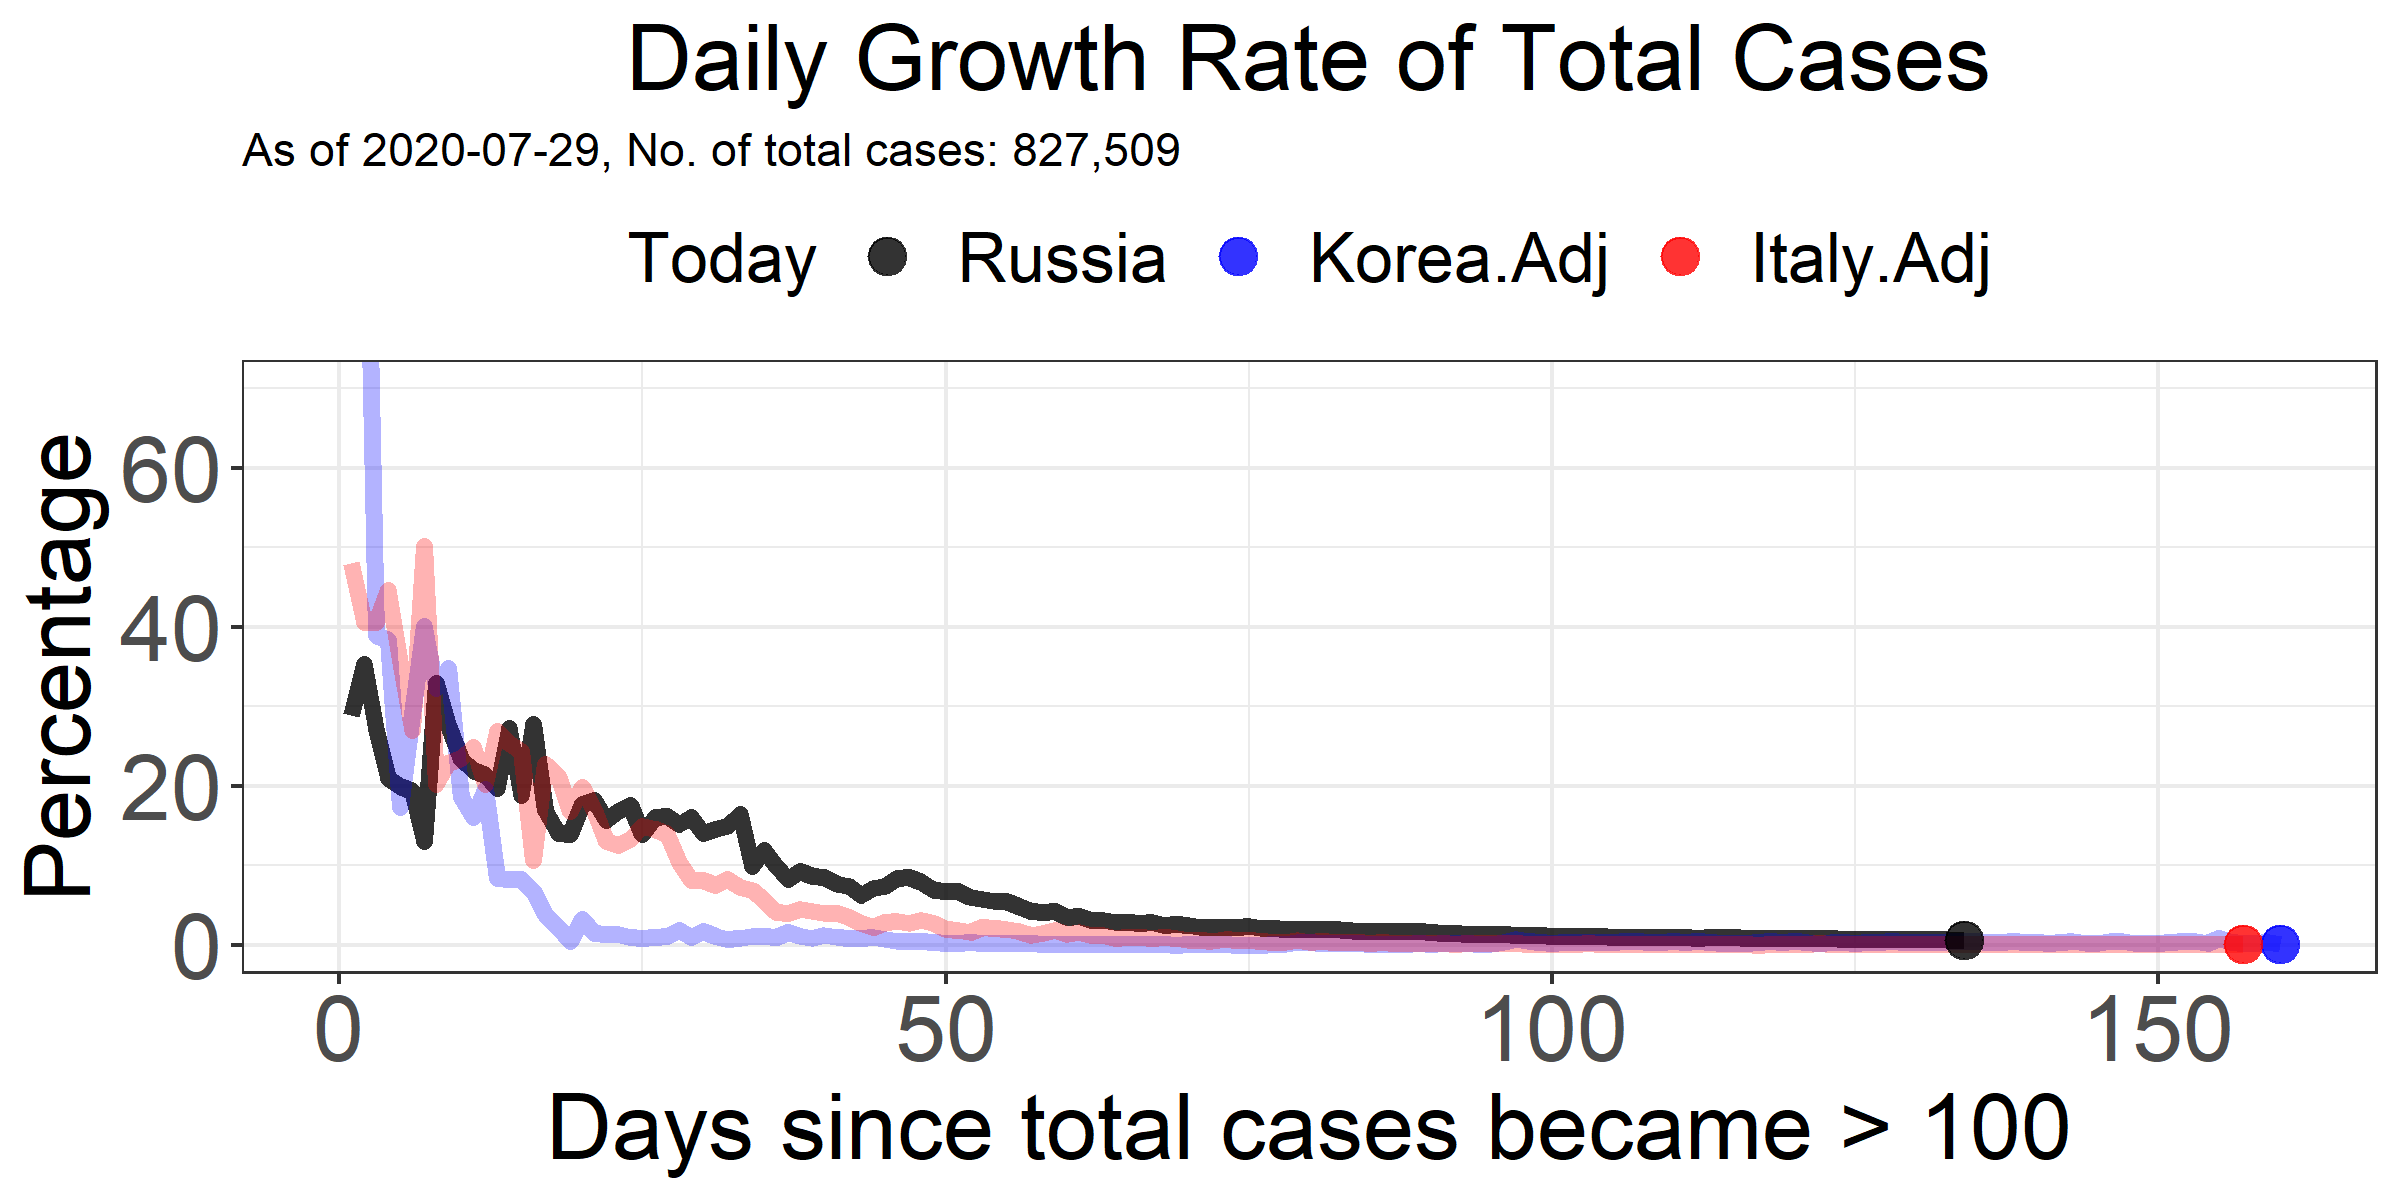 Daily Growth Rate of Total Cases
As of 2020-07-29, No. of total cases: 827,509
Today Russia Korea.Adj Italy.Adj
Percentage
60
40
20
0
0 50 100 150
Days since total cases became > 100